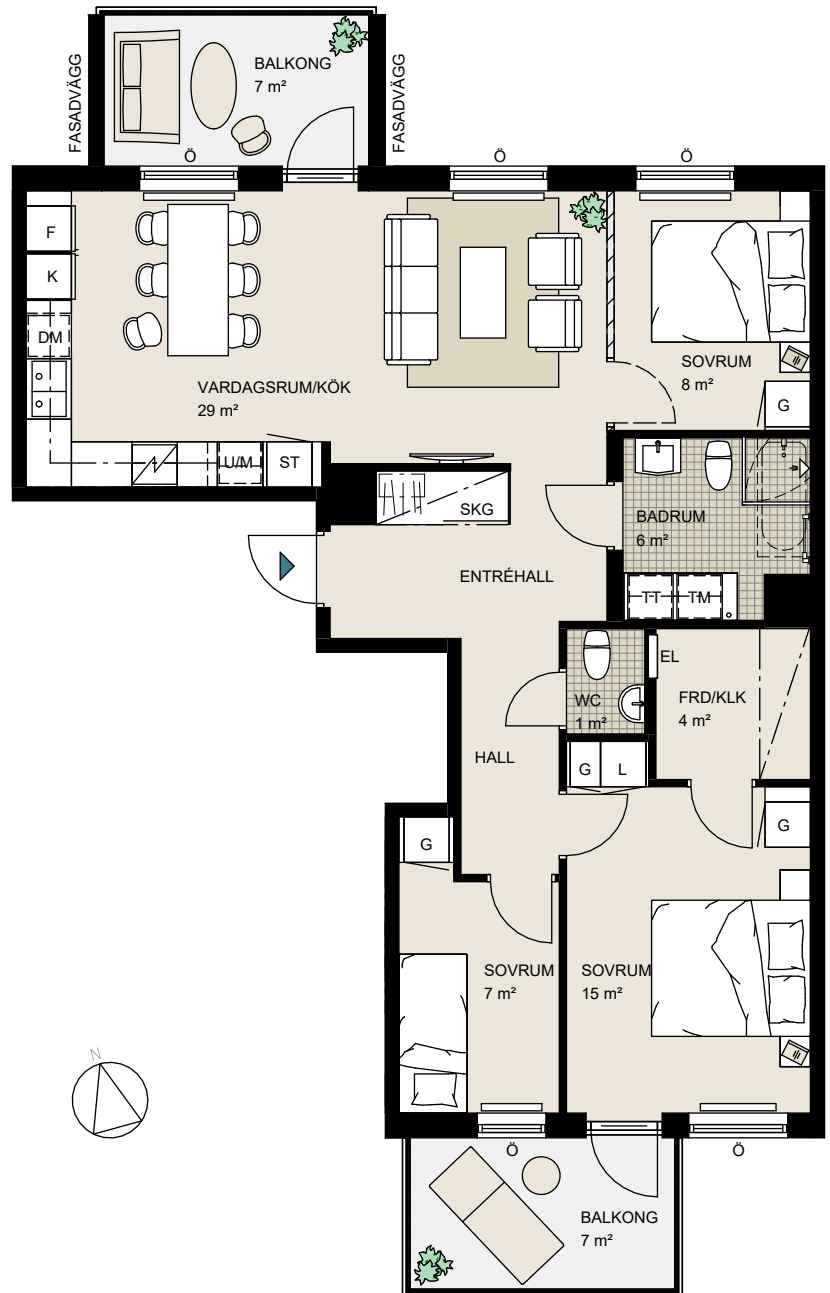 FASADVÄGG
BALKONG
7 m²
FASADVÄGG
Ö
Ö
Ö
F
K
DM
VARDAGSRUM/KÖK
29 m²
SOVRUM
8 m²
G
U/M
ST
SKG
BADRUM
6 m²
ENTRÉHALL
TT
TM
EL
WC
1 m²
FRD/KLK
4 m²
HALL
G
L
G
G
SOVRUM
7 m²
SOVRUM
15 m²
N
Ö
Ö
BALKONG
7 m²